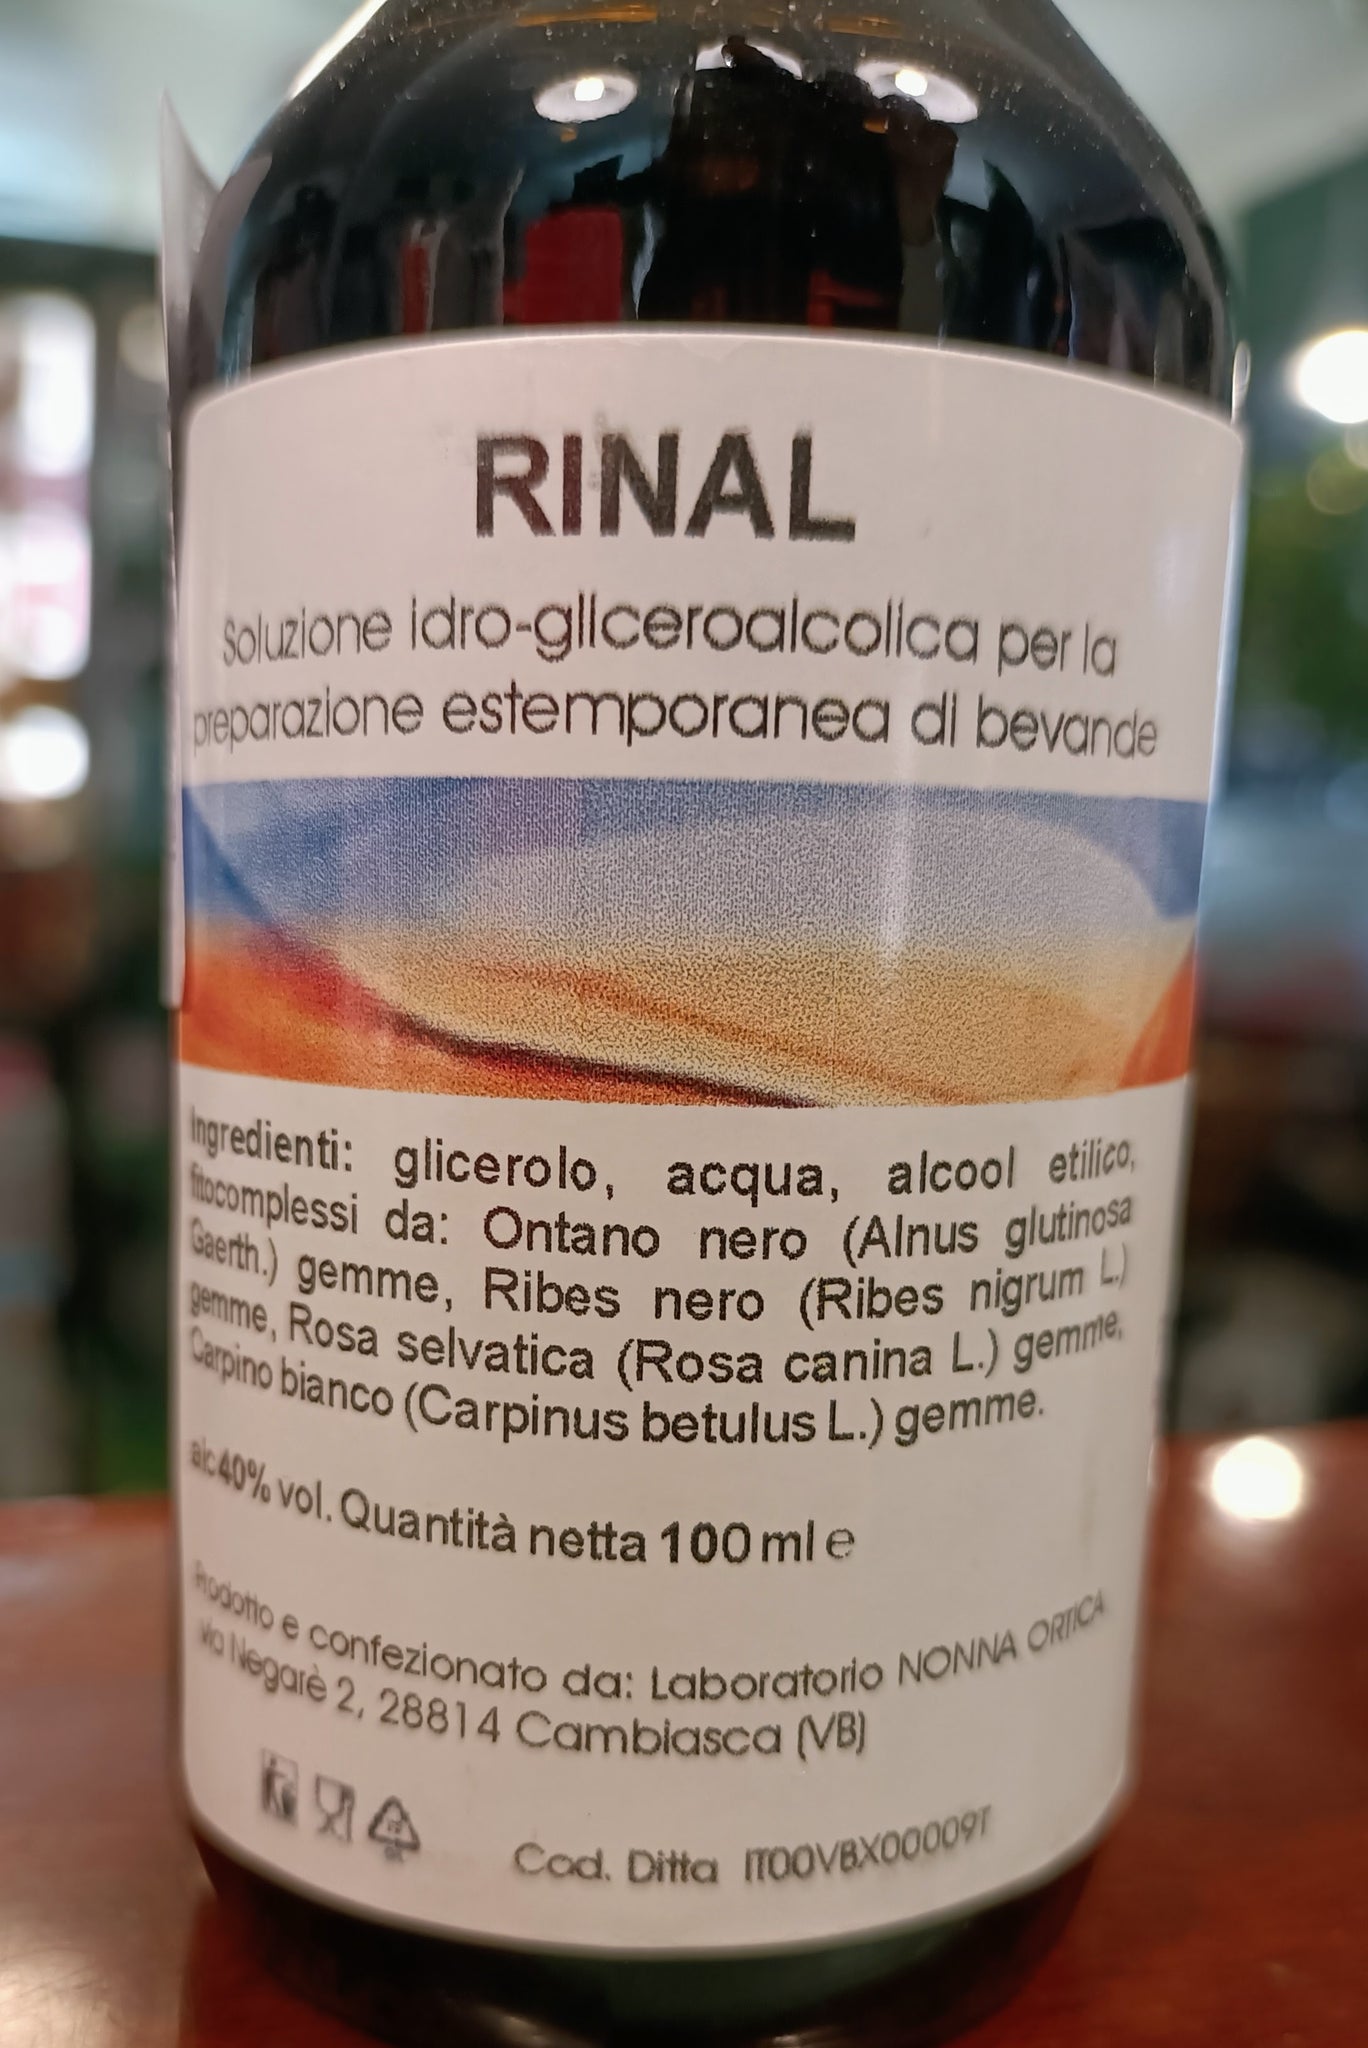 RINAL
Soluzione idro-gliceroalcolica per la
preparazione estemporanea di bevande
Ingredienti: glicerolo, acqua, alcool etilico,
fitocomplessi da: Ontano nero (Alnus glutinosa
Gaerth.) gemme, Ribes nero (Ribes nigrum L.)
gemme, Rosa selvatica (Rosa canina L.) gemme,
Carpino bianco (Carpinus betulus L.) gemme.
alc 40% vol. Quantità netta 100 ml e
Prodotto e confezionato da: Laboratorio NONNA ORTICA
via Negarè 2, 28814 Cambiasca (VB)
Cod. Ditta IT00VBX00009T